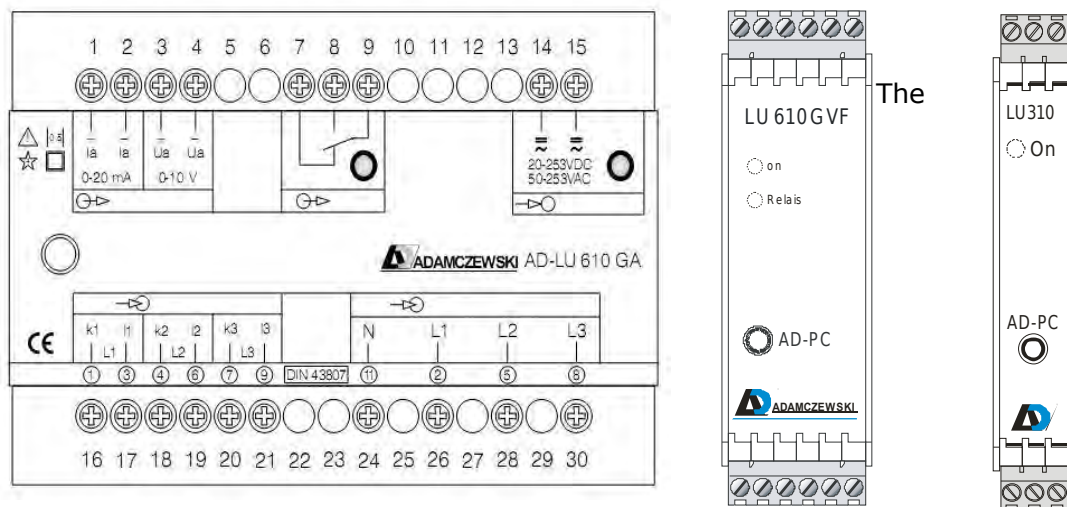 1 2 3 4 5 6 7 8 9 10 11 12 13 14 15
Ia Ia Ua Ua
0-20 mA 0-10 V
20-253VDC
50-253VAC
ADAMCZEWSKI AD-LU 610 GA
k1 l1 k2 l2 k3 l3 N L1 L2 L3
L1 L2 L3
CE
1 3 4 6 7 9 DIN 43807 11 2 5 8
16 17 18 19 20 21 22 23 24 25 26 27 28 29 30
LU 610 GVF
on
Relais
AD-PC
ADAMCZEWSKI
The
LU310
On
AD-PC